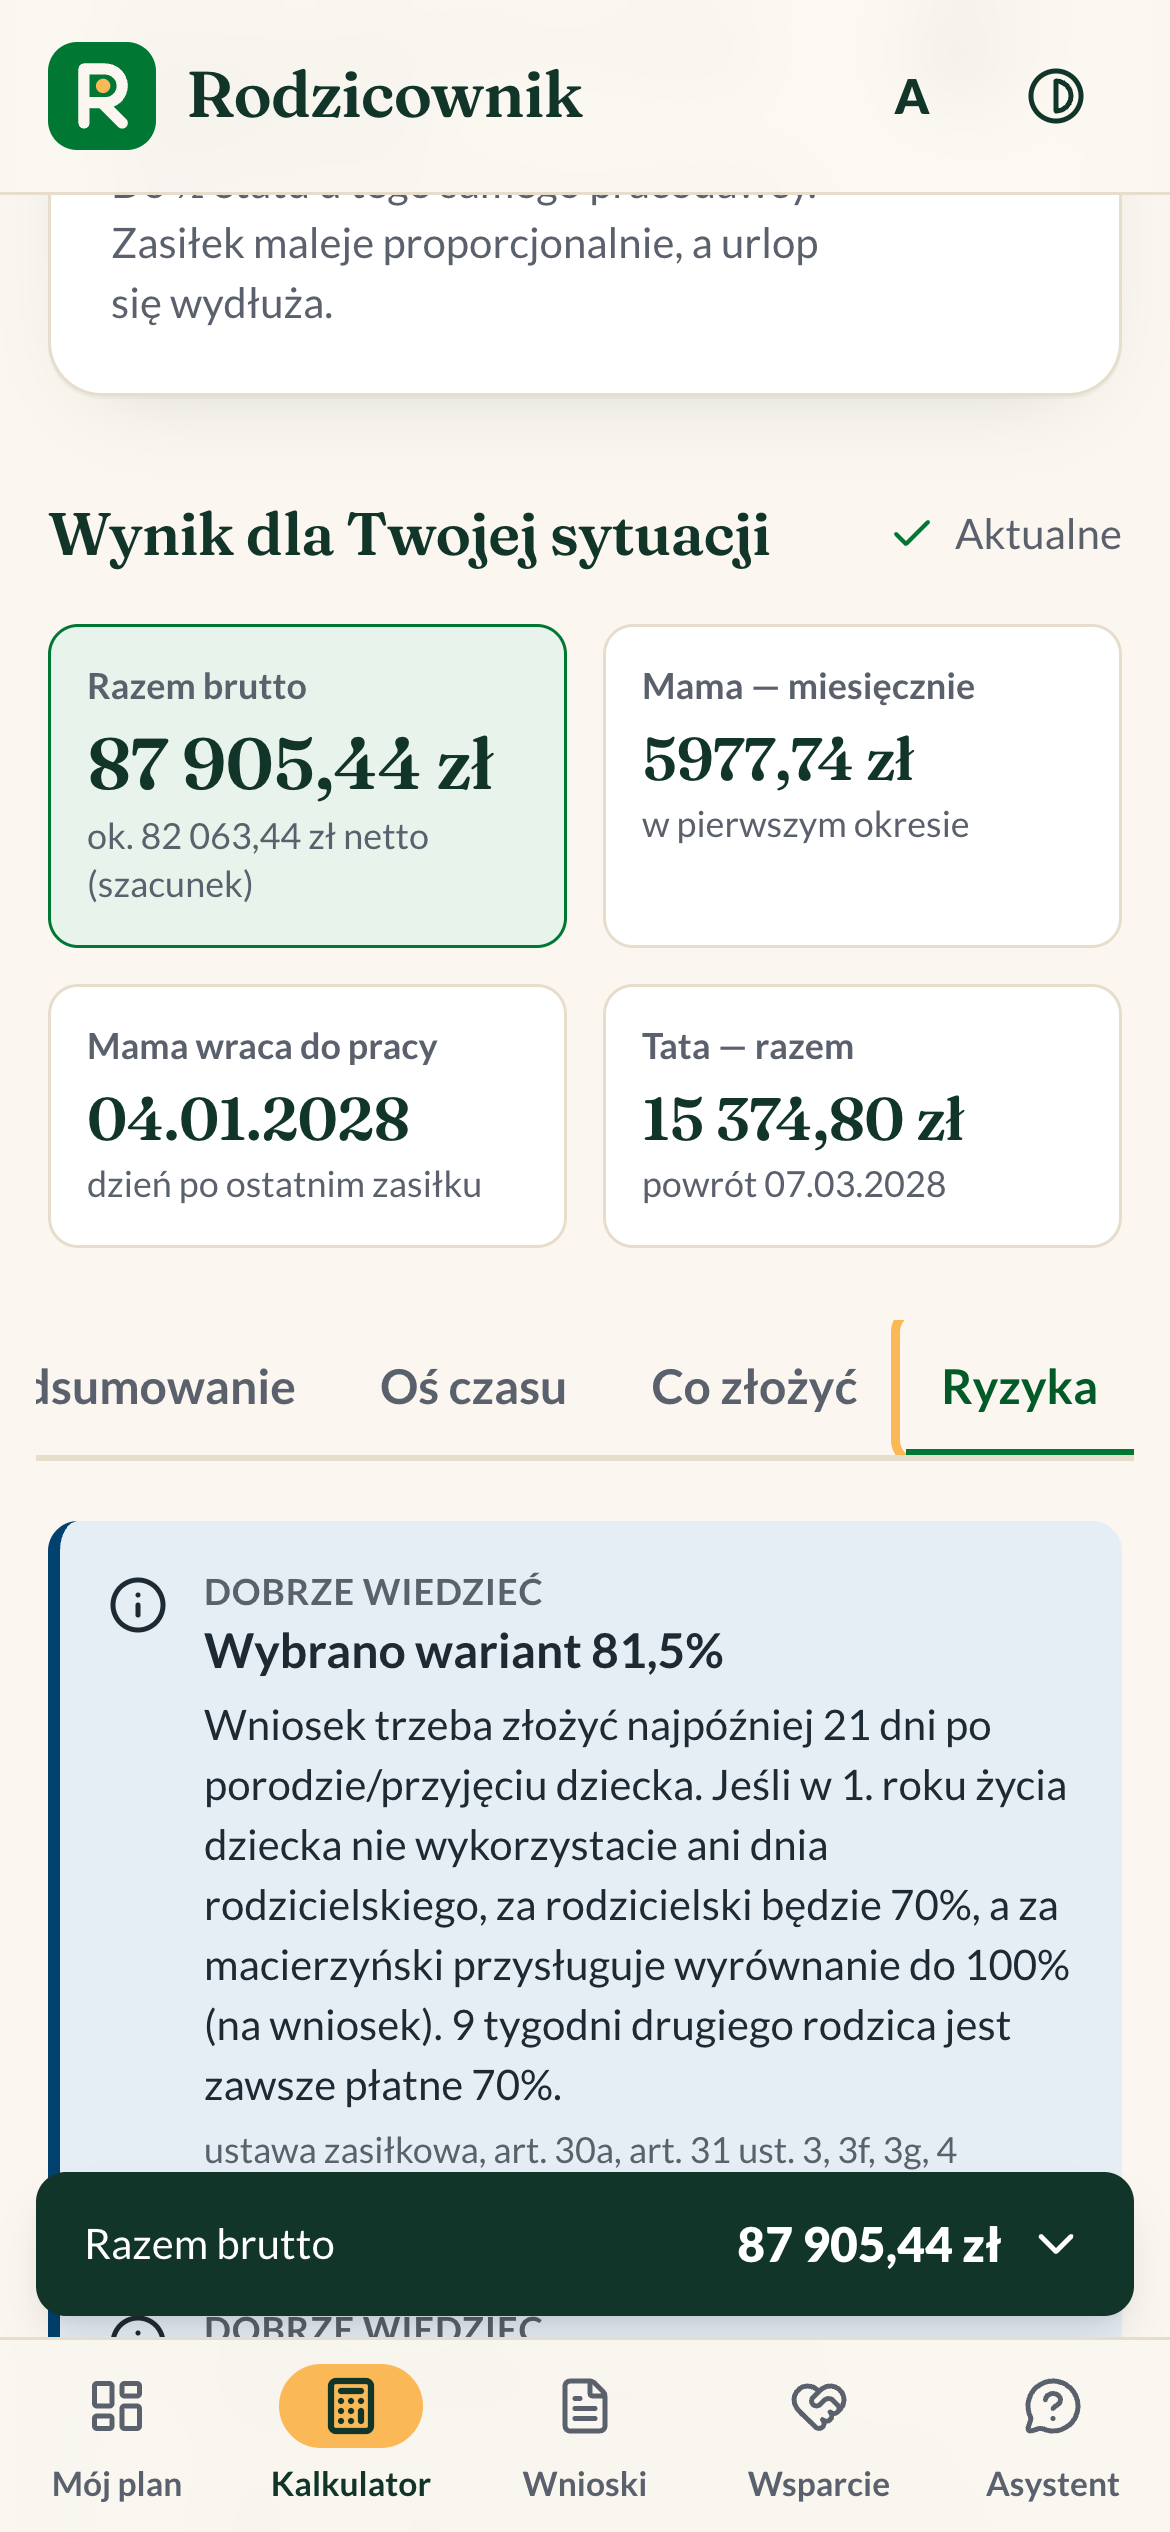 Rodzicownik
A
Zasiłek maleje proporcjonalnie, a urlop
się wydłuża.
Wynik dla Twojej sytuacji
Aktualne
Razem brutto
87 905,44 zł
ok. 82 063,44 zł netto
(szacunek)
Mama — miesięcznie
5977,74 zł
w pierwszym okresie
Mama wraca do pracy
04.01.2028
dzień po ostatnim zasiłku
Tata — razem
15 374,80 zł
powrót 07.03.2028
dsumowanie
Oś czasu
Co złożyć
Ryzyka
DOBRZE WIEDZIEĆ
Wybrano wariant 81,5%
Wniosek trzeba złożyć najpóźniej 21 dni po
porodzie/przyjęciu dziecka. Jeśli w 1. roku życia
dziecka nie wykorzystacie ani dnia
rodzicielskiego, za rodzicielski będzie 70%, a za
macierzyński przysługuje wyrównanie do 100%
(na wniosek). 9 tygodni drugiego rodzica jest
zawsze płatne 70%.
ustawa zasiłkowa, art. 30a, art. 31 ust. 3, 3f, 3g, 4
Razem brutto
87 905,44 zł
DOBRZE WIEDZIEĆ
Mój plan
Kalkulator
Wnioski
Wsparcie
Asystent